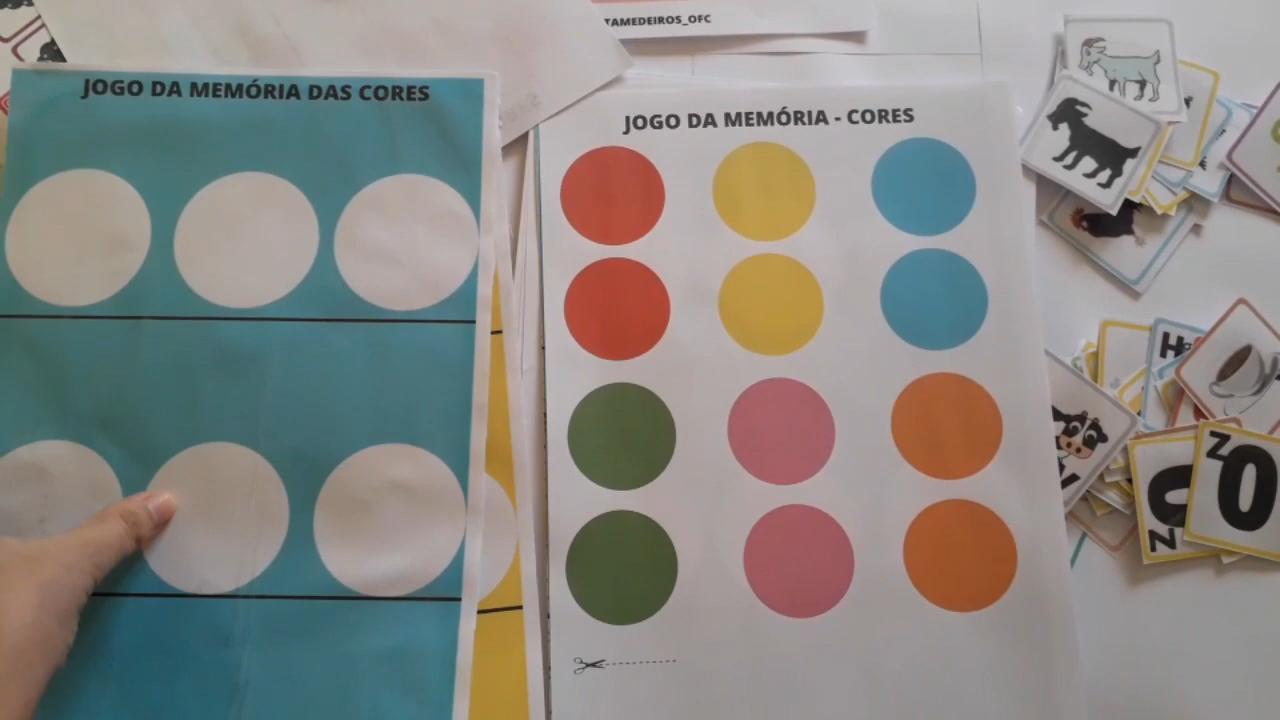 TAMEDEIROS_OFC
JOGO DA MEMÓRIA DAS CORES
JOGO DA MEMÓRIA - CORES
H
Z
O
Z